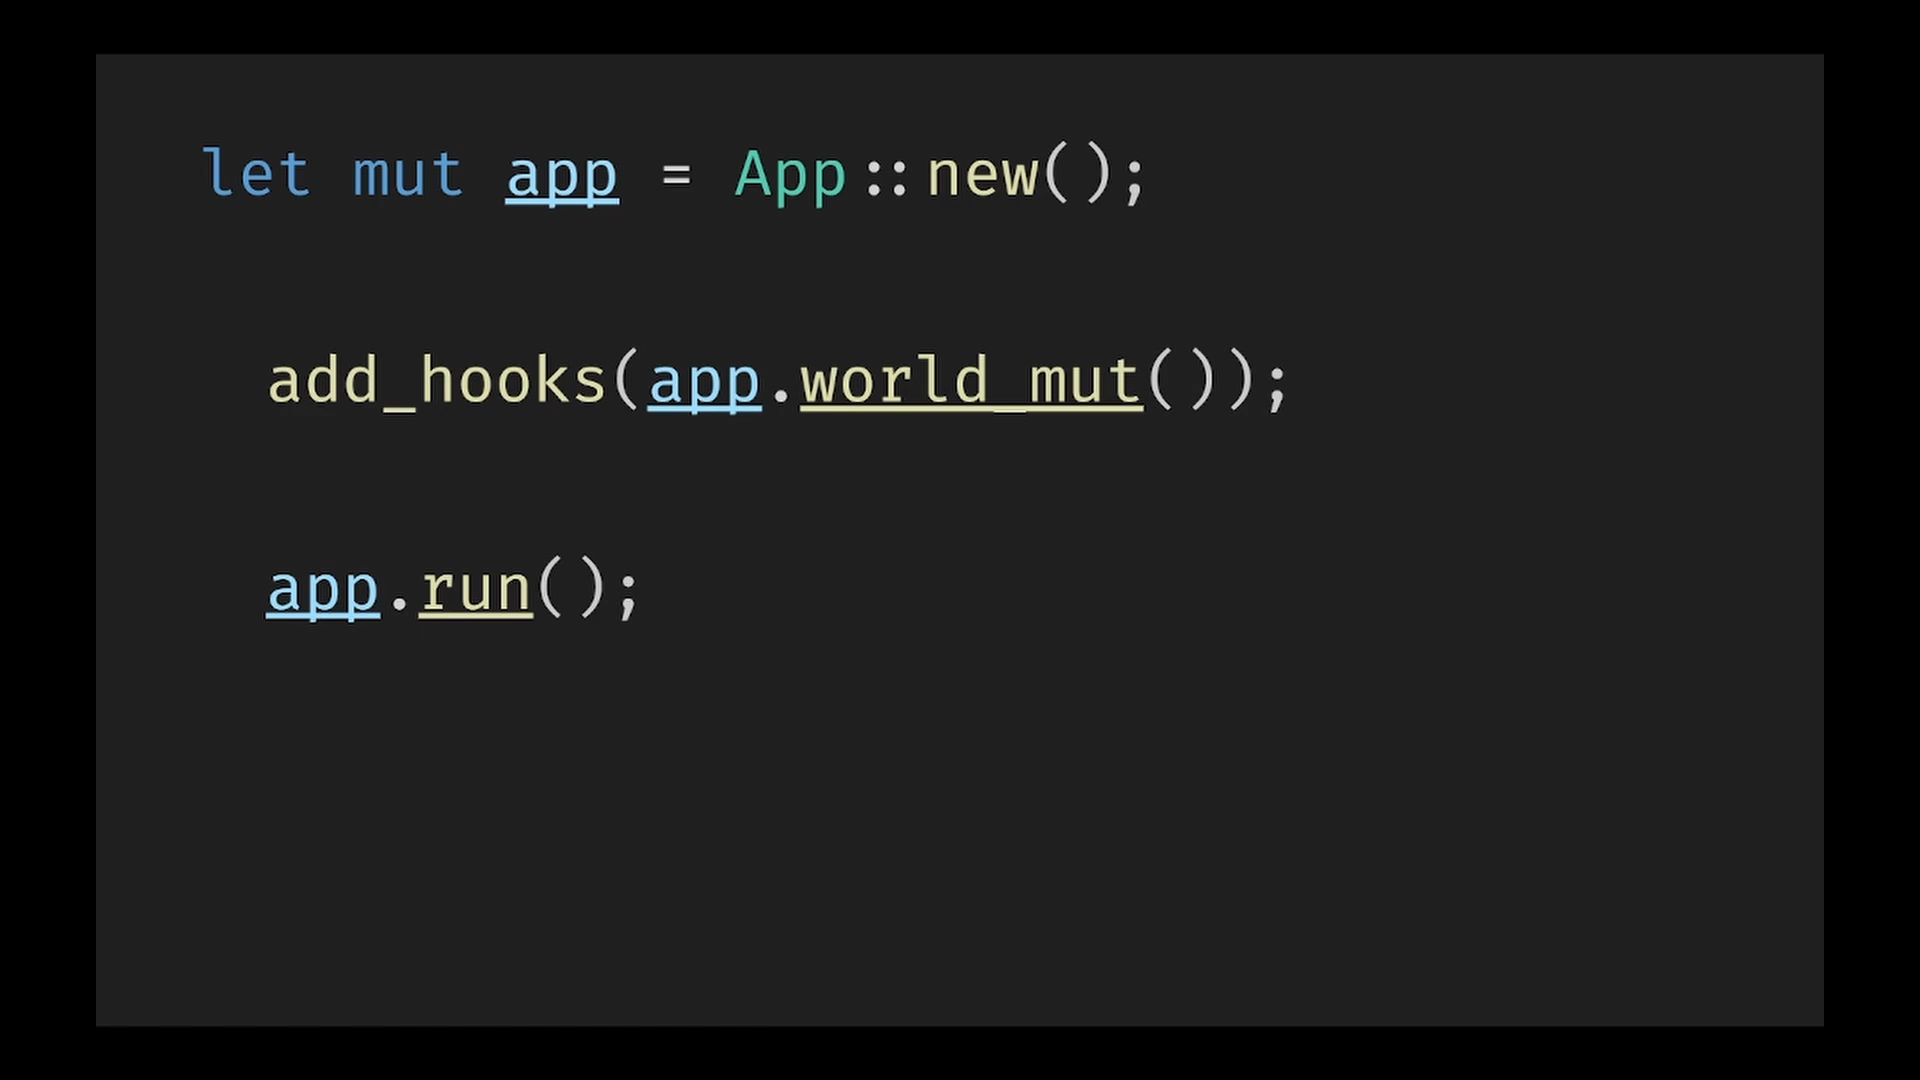 let mut app = App::new();
add_hooks(app.world_mut());
app.run();